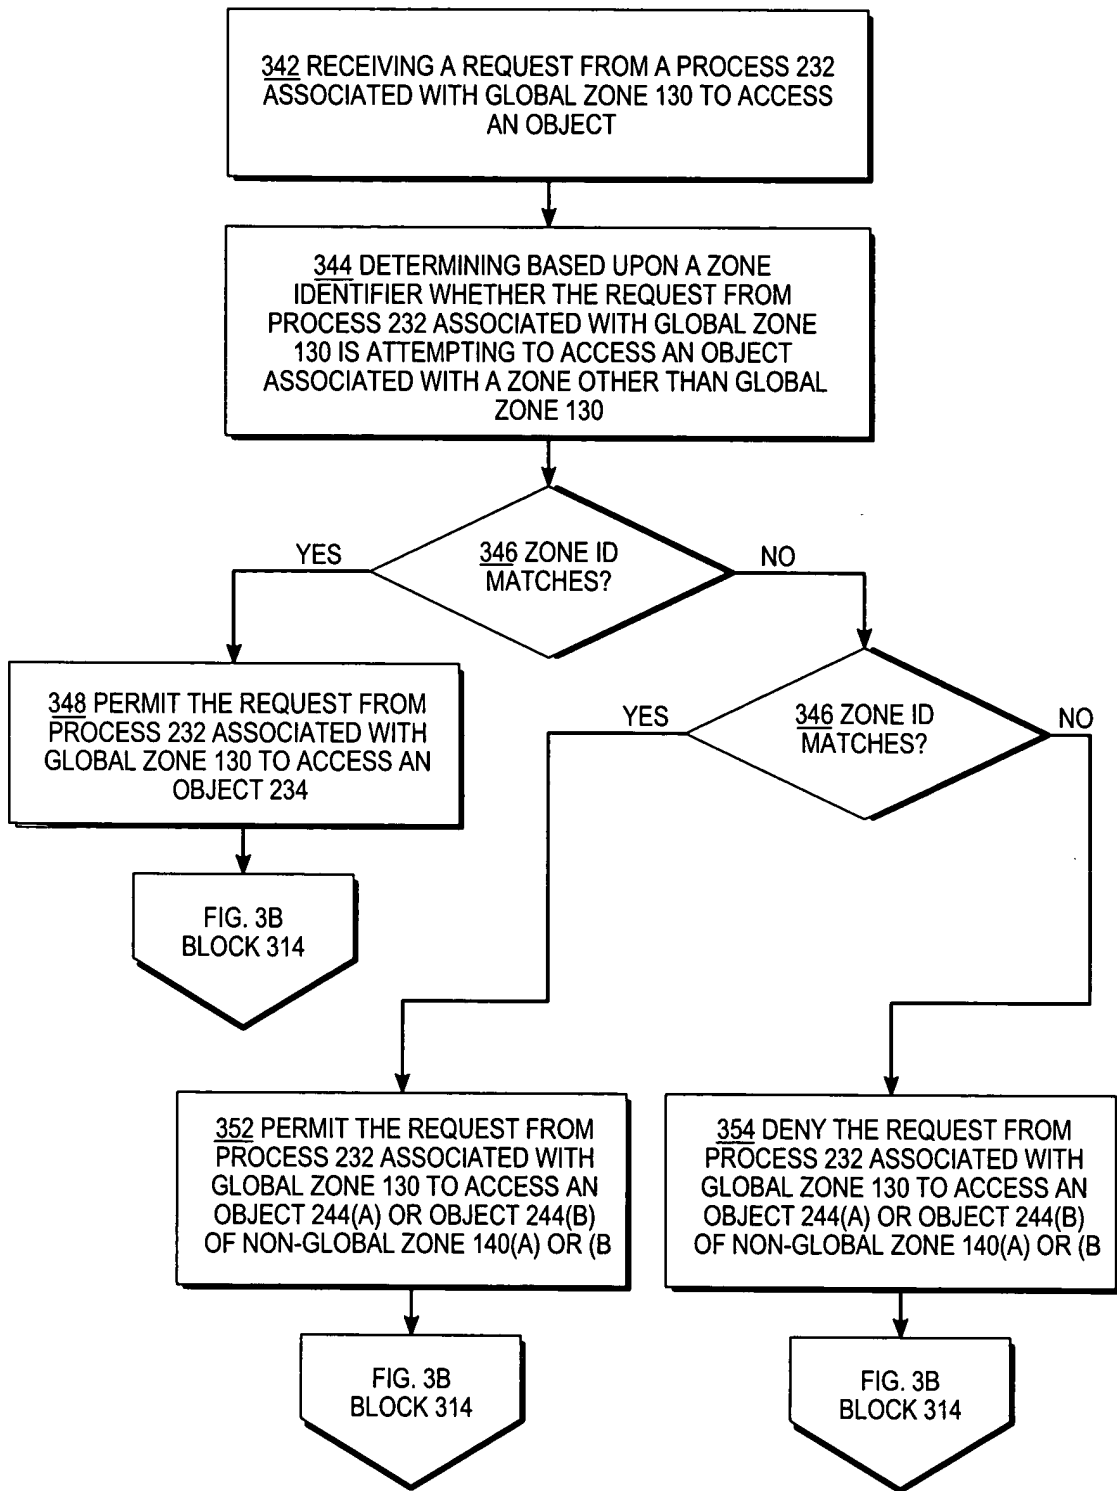 342 RECEIVING A REQUEST FROM A PROCESS 232
ASSOCIATED WITH GLOBAL ZONE 130 TO ACCESS
AN OBJECT
344 DETERMINING BASED UPON A ZONE
IDENTIFIER WHETHER THE REQUEST FROM
PROCESS 232 ASSOCIATED WITH GLOBAL ZONE
130 IS ATTEMPTING TO ACCESS AN OBJECT
ASSOCIATED WITH A ZONE OTHER THAN GLOBAL
ZONE 130
YES
346 ZONE ID
MATCHES?
NO
348 PERMIT THE REQUEST FROM
PROCESS 232 ASSOCIATED WITH
GLOBAL ZONE 130 TO ACCESS AN
OBJECT 234
YES
346 ZONE ID
MATCHES?
NO
FIG. 3B
BLOCK 314
352 PERMIT THE REQUEST FROM
PROCESS 232 ASSOCIATED WITH
GLOBAL ZONE 130 TO ACCESS AN
OBJECT 244(A) OR OBJECT 244(B)
OF NON-GLOBAL ZONE 140(A) OR (B
354 DENY THE REQUEST FROM
PROCESS 232 ASSOCIATED WITH
GLOBAL ZONE 130 TO ACCESS AN
OBJECT 244(A) OR OBJECT 244(B)
OF NON-GLOBAL ZONE 140(A) OR (B
FIG. 3B
BLOCK 314
FIG. 3B
BLOCK 314